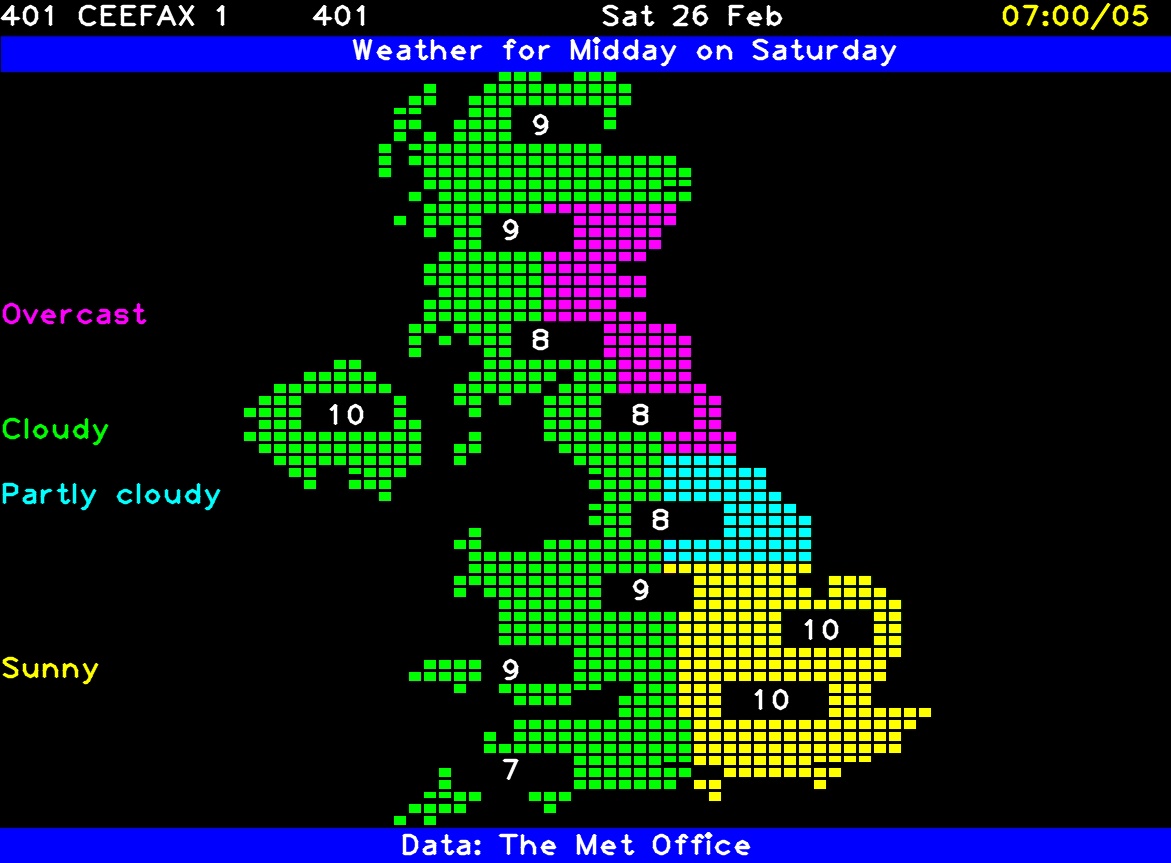 401 CEEFAX 1 401 Sat 26 Feb 07:00/05
Weather for Midday on Saturday
9
9
Overcast
8
10
8
Cloudy
Partly cloudy
8
9
10
9
Sunny
10
7
Data: The Met Office